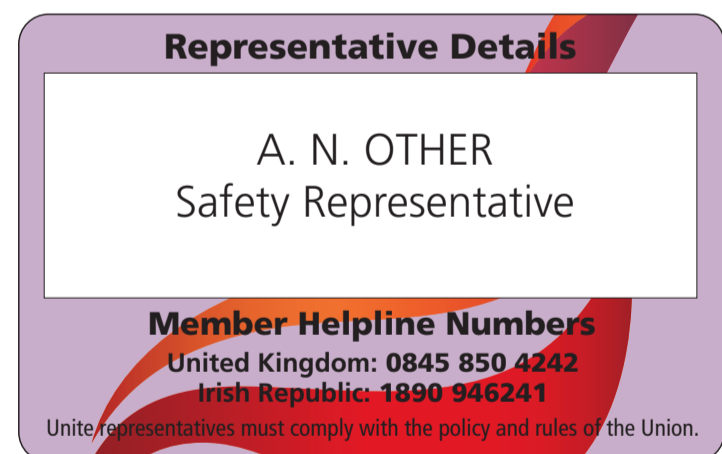 Representative Details
A. N. OTHER
Safety Representative
Member Helpline Numbers
United Kingdom: 0845 850 4242
Irish Republic: 1890 946241
Unite representatives must comply with the policy and rules of the Union.